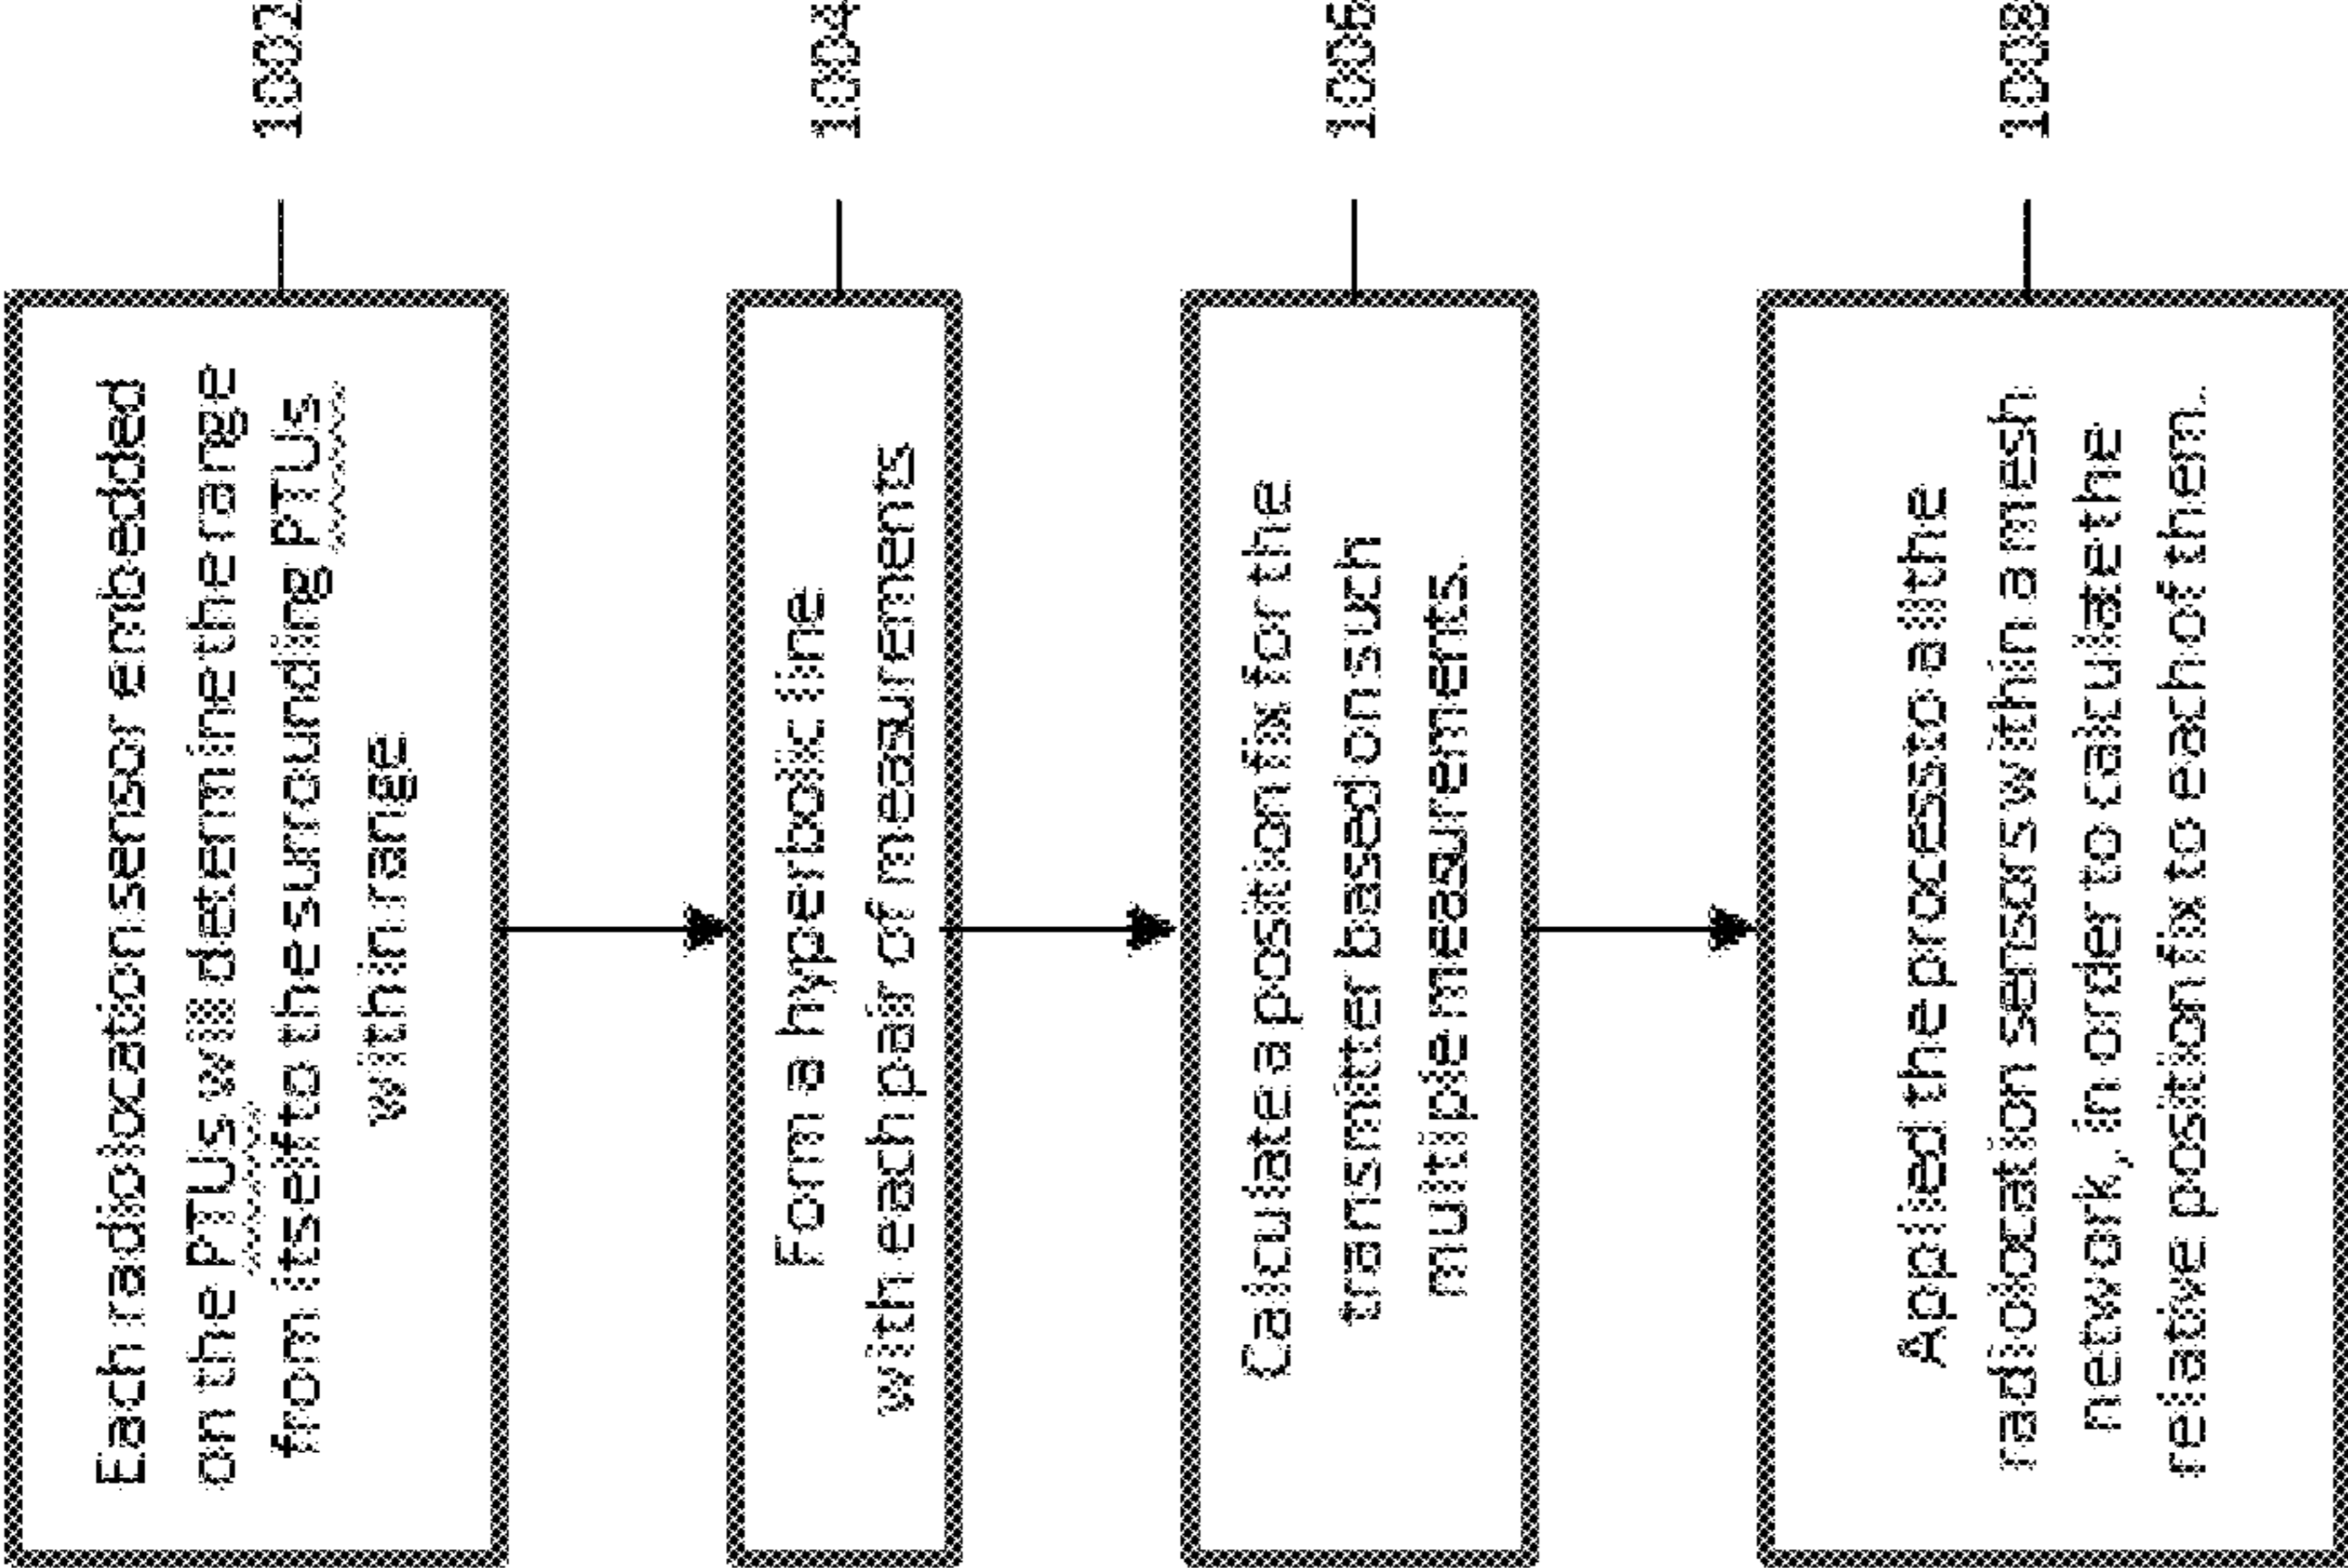 Each radiolocation sensor embedded
on the PTUs will determine the range
from itself to the surrounding PTUs
within range
1002
Form a hyperbolic line
with each pair of measurements
1004
Calculate a position fix for the
transmitter based on such
multiple measurements.
1006
Applied the process to all the
radiolocation sensors within a mesh
network, in order to calculate the
relative position fix to each of them.
1008